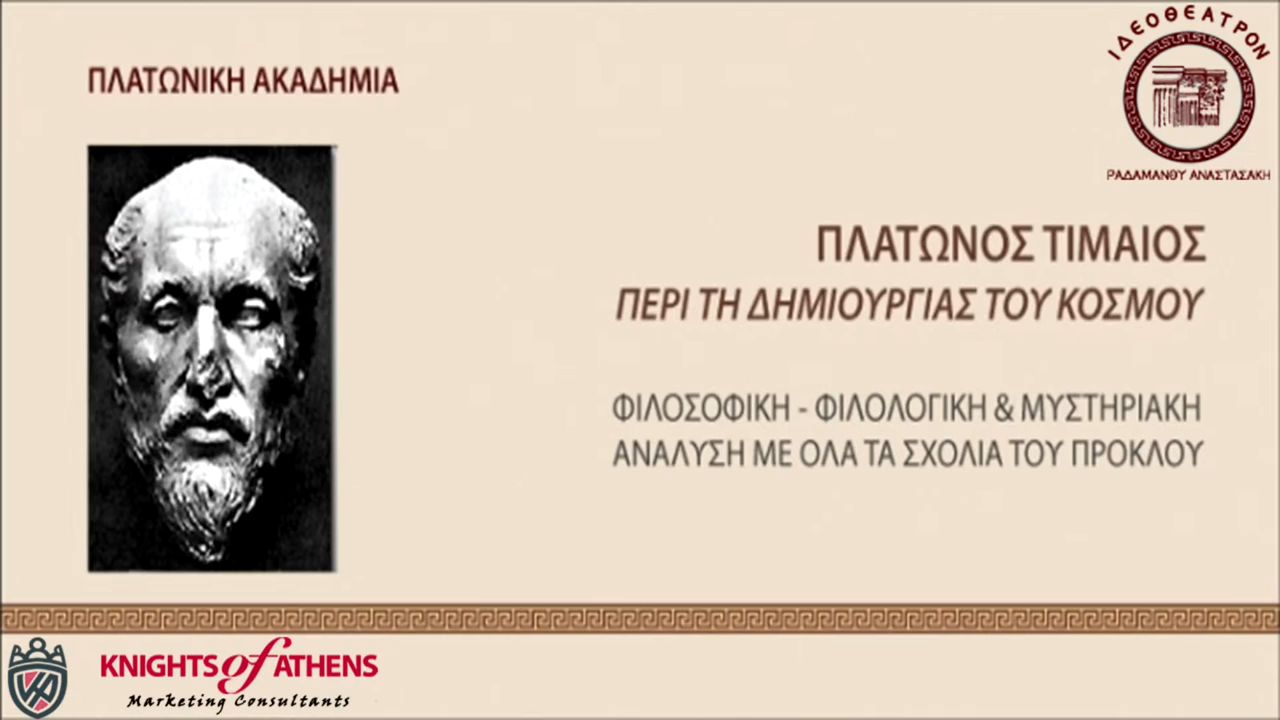 ΠΛΑΤΩΝΙΚΗ ΑΚΑΔΗΜΙΑ
ΙΔΕΟΘΕΑΤΡΟΝ
ΡΑΔΑΜΑΝΘΥ ΑΝΑΣΤΑΣΑΚΗ
ΠΛΑΤΩΝΟΣ ΤΙΜΑΙΟΣ
ΠΕΡΙ ΤΗ ΔΗΜΙΟΥΡΓΙΑΣ ΤΟΥ ΚΟΣΜΟΥ
ΦΙΛΟΣΟΦΙΚΗ - ΦΙΛΟΛΟΓΙΚΗ & ΜΥΣΤΗΡΙΑΚΗ
ΑΝΑΛΥΣΗ ΜΕ ΟΛΑ ΤΑ ΣΧΟΛΙΑ ΤΟΥ ΠΡΟΚΛΟΥ
KNIGHTS of ATHENS
Marketing Consultants